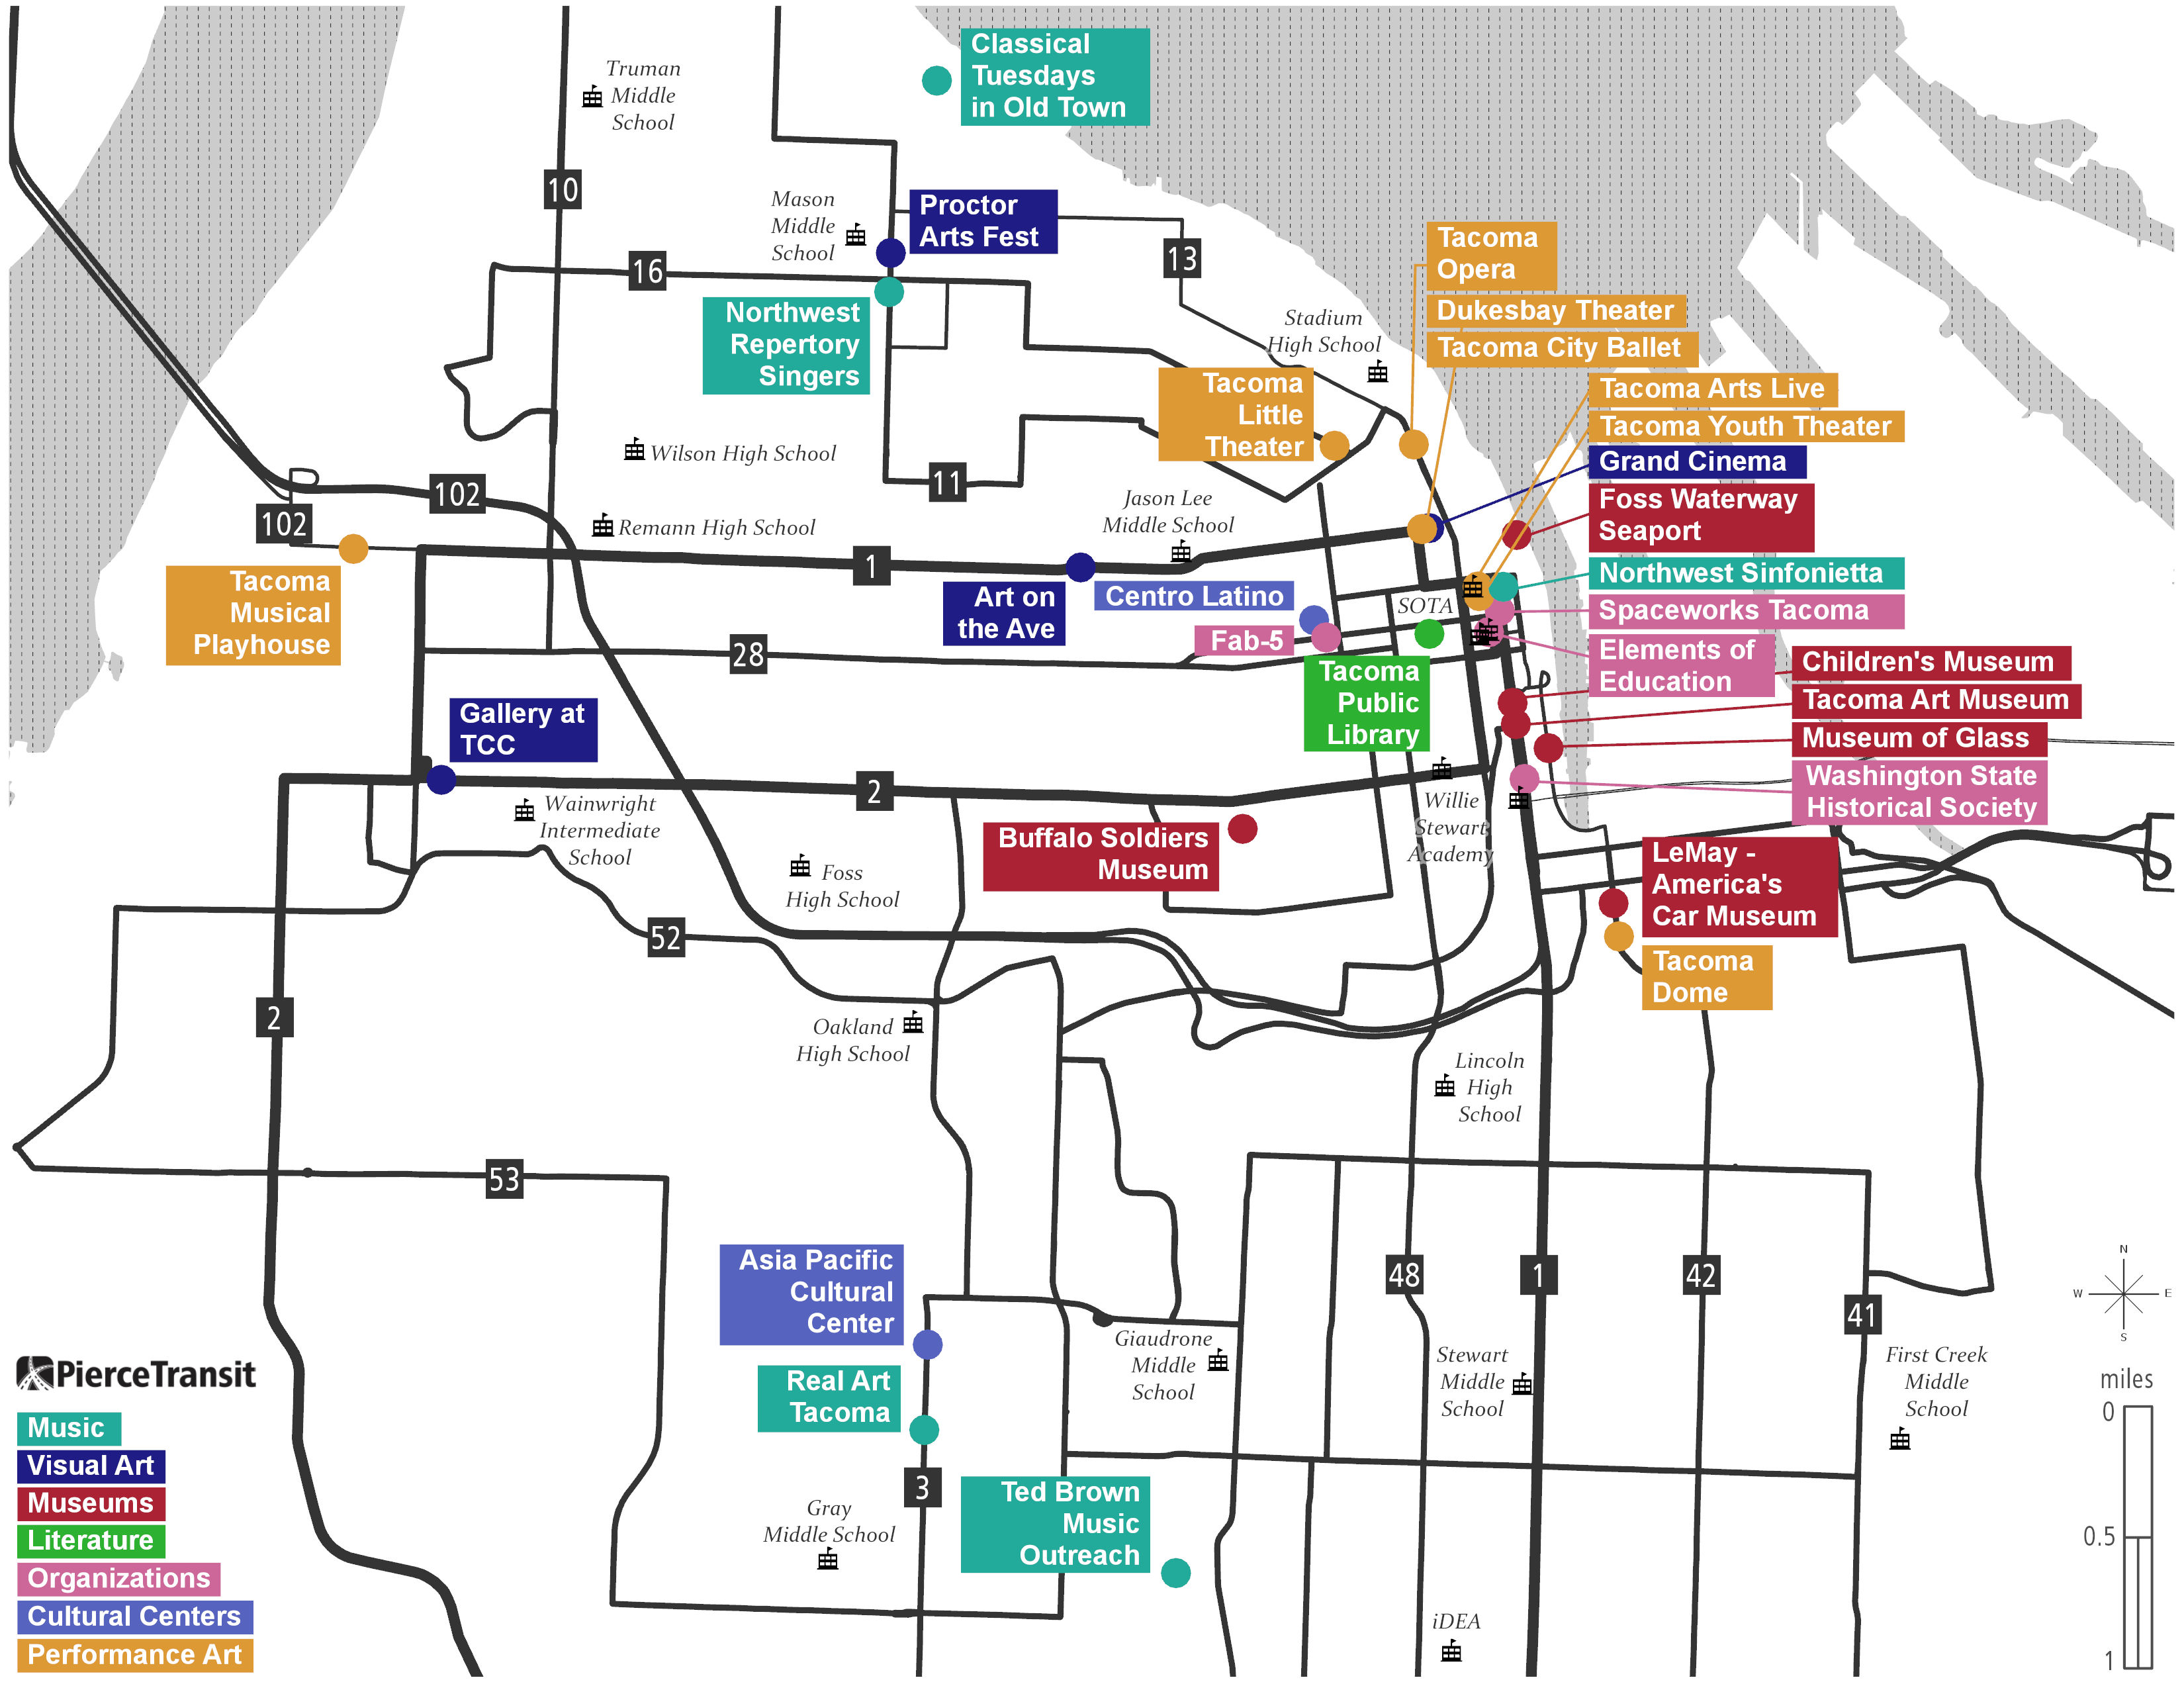 Classical
Tuesdays
in Old Town
Truman
Middle
School
10
Mason
Middle
School
Proctor
Arts Fest
13
16
Tacoma
Opera
Dukesbay Theater
Tacoma City Ballet
Northwest
Repertory
Singers
Stadium
High School
Tacoma
Little
Theater
Tacoma Arts Live
Tacoma Youth Theater
Grand Cinema
Foss Waterway
Seaport
Wilson High School
11
102
102
Remann High School
Jason Lee
Middle School
1
Tacoma
Musical
Playhouse
Art on
the Ave
Centro Latino
Fab-5
SOTA
Northwest Sinfonietta
Spaceworks Tacoma
Elements of
Education
28
Tacoma
Public
Library
Children's Museum
Tacoma Art Museum
Museum of Glass
Washington State
Historical Society
Gallery at
TCC
2
Wainwright
Intermediate
School
Willie
Stewart
Academy
Buffalo Soldiers
Museum
Foss
High School
LeMay -
America's
Car Museum
52
Tacoma
Dome
2
Oakland
High School
Lincoln
High
School
53
Asia Pacific
Cultural
Center
48
1
42
41
N
W
E
S
Giaudrone
Middle
School
Stewart
Middle
School
First Creek
Middle
School
Real Art
Tacoma
3
Gray
Middle School
Ted Brown
Music
Outreach
iDEA
miles
0
0.5
1
PierceTransit
Music
Visual Art
Museums
Literature
Organizations
Cultural Centers
Performance Art